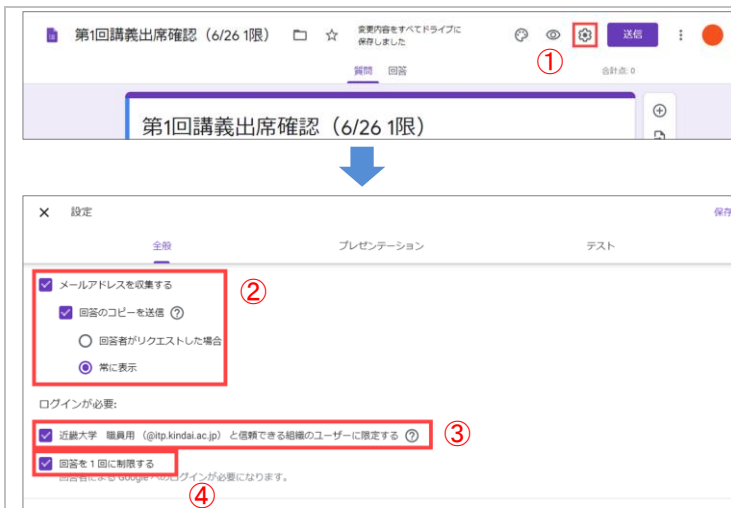 第1回講義出席確認（6/26 1限）
変更内容をすべてドライブに
保存しました
送信
①
質問 回答
合計点: 0
第1回講義出席確認（6/26 1限）
設定
保存
全般 プレゼンテーション テスト
メールアドレスを収集する
②
回答のコピーを送信
回答者がリクエストした場合
常に表示
ログインが必要:
近畿大学 職員用 （@itp.kindai.ac.jp） と信頼できる組織のユーザーに限定する
③
回答を 1 回に制限する
回答者による Google へのログインが必要になります。
④